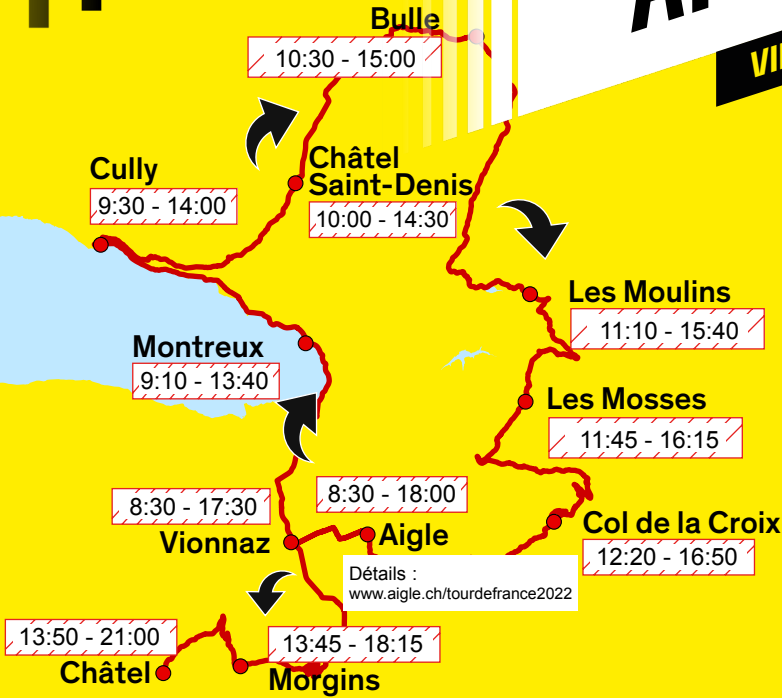 Bulle
10:30 - 15:00
Cully
9:30 - 14:00
Châtel
Saint-Denis
10:00 - 14:30
Les Moulins
11:10 - 15:40
Montreux
9:10 - 13:40
Les Mosses
11:45 - 16:15
8:30 - 17:30
Vionnaz
8:30 - 18:00
Aigle
Col de la Croix
12:20 - 16:50
Détails :
www.aigle.ch/tourdefrance2022
13:50 - 21:00
Châtel
13:45 - 18:15
Morgins